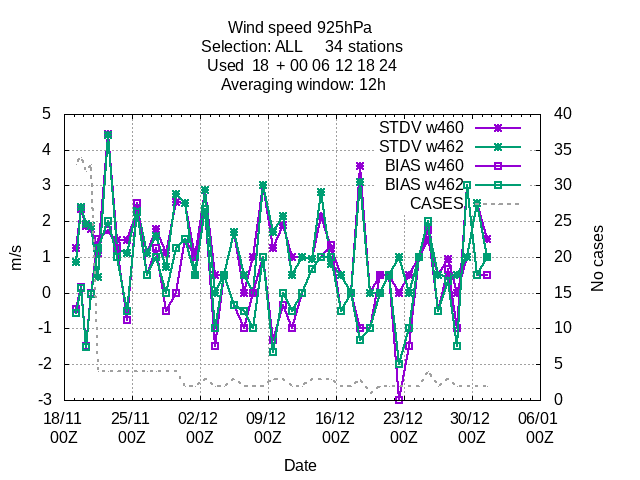 Wind speed 925hPa
Selection: ALL 34 stations
Used 18 + 00 06 12 18 24
Averaging window: 12h
5
4
3
2
1
0
-1
-2
-3
m/s
40
35
30
25
20
15
10
5
0
No cases
STDV w460
STDV w462
BIAS w460
BIAS w462
CASES
18/11 25/11 02/12 09/12 16/12 23/12 30/12 06/01
00Z 00Z 00Z 00Z 00Z 00Z 00Z 00Z
Date